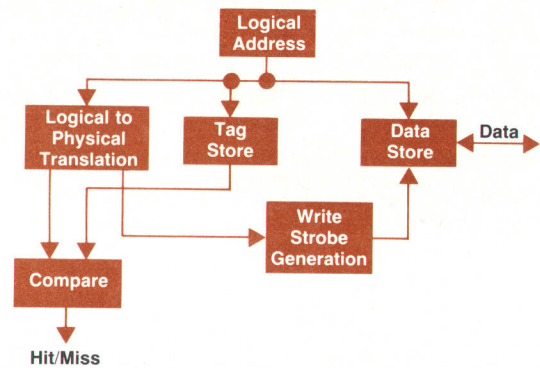 Logical
Address
Logical to
Physical
Translation
Tag
Store
Data
Store
Data
Write
Strobe
Generation
Compare
Hit/Miss